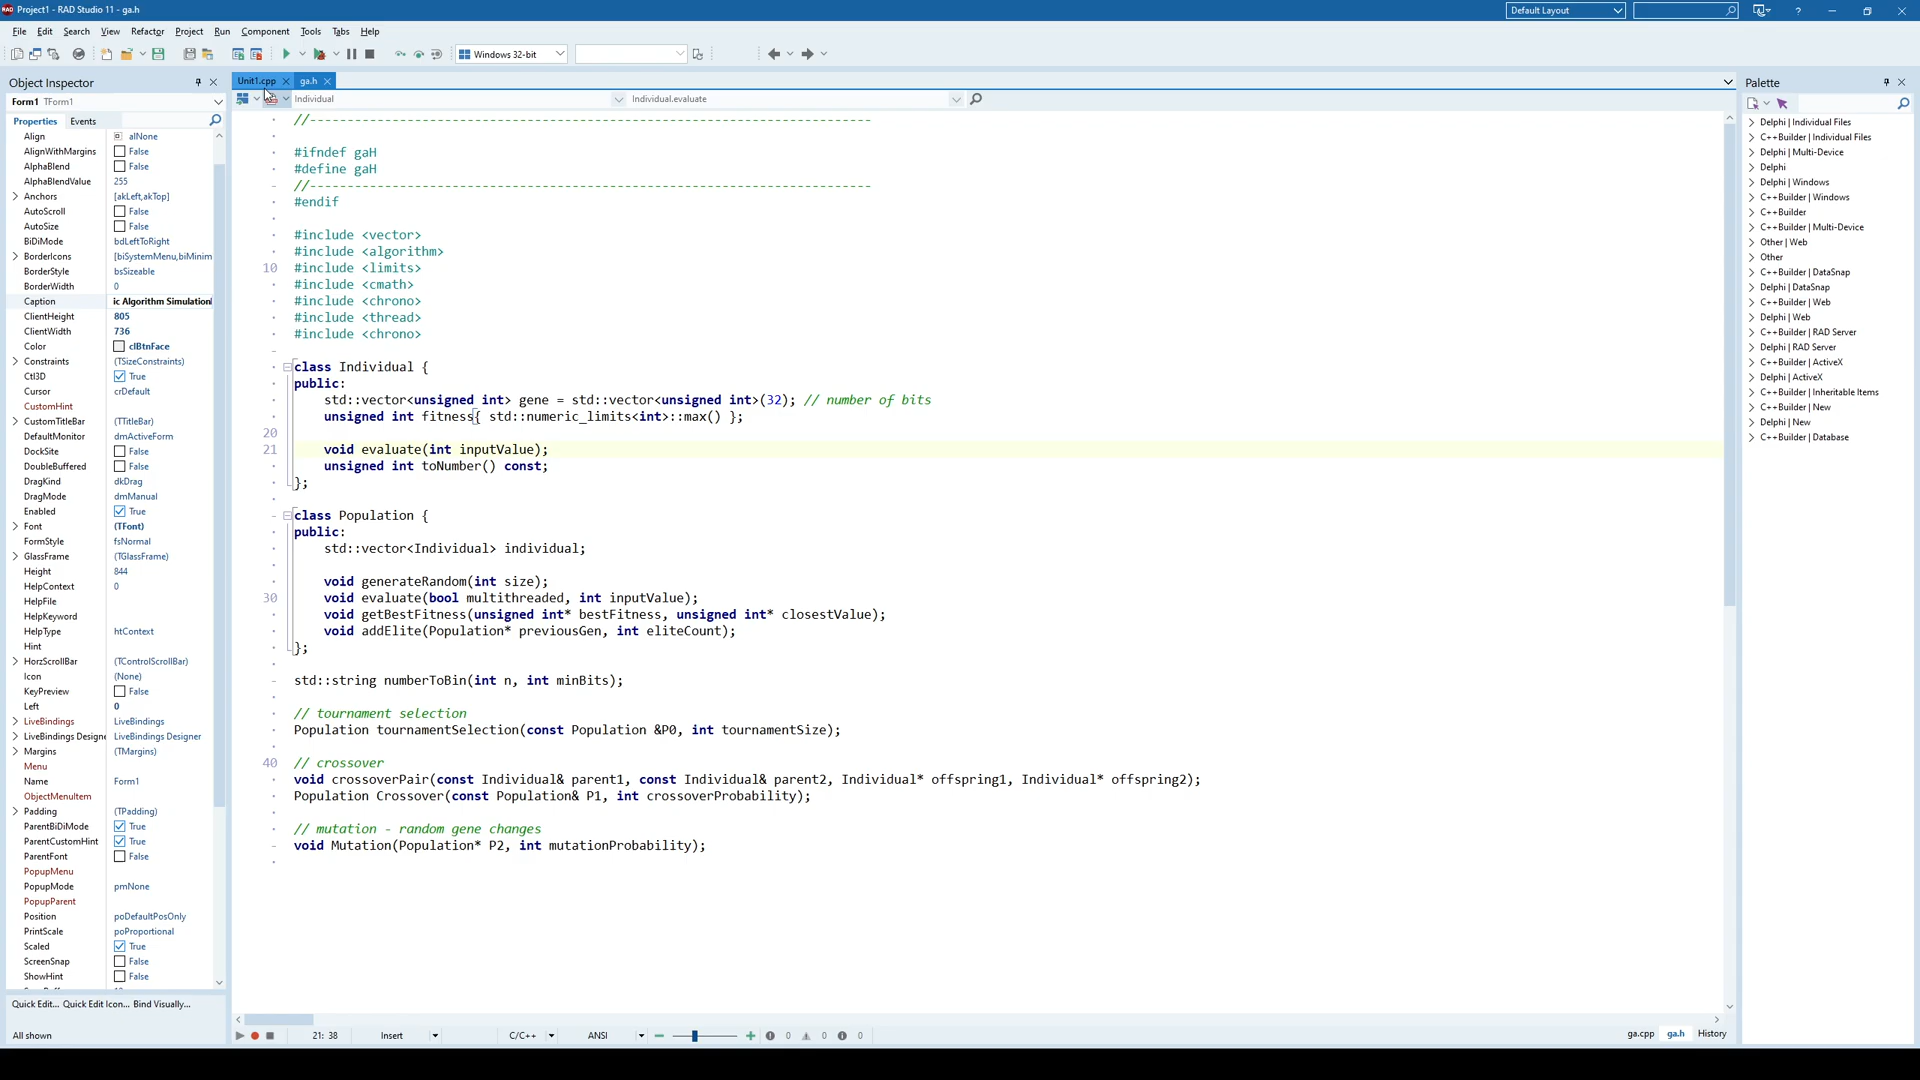 Project1 - RAD Studio 11 - ga.h
Default Layout
File Edit Search View Refactor Project Run Component Tools Tabs Help
Windows 32-bit
Object Inspector
Form1 TForm1
Properties Events
Align alNone
AlignWithMargins False
AlphaBlend False
AlphaBlendValue 255
Anchors [akLeft,akTop]
AutoScroll False
AutoSize False
BiDiMode bdLeftToRight
BorderIcons [biSystemMenu,biMinim
BorderStyle bsSizeable
BorderWidth 0
Caption ic Algorithm Simulation
ClientHeight 805
ClientWidth 736
Color clBtnFace
Constraints (TSizeConstraints)
Ctl3D True
Cursor crDefault
CustomHint
CustomTitleBar (TTitleBar)
DefaultMonitor dmActiveForm
DockSite False
DoubleBuffered False
DragKind dkDrag
DragMode dmManual
Enabled True
Font (TFont)
FormStyle fsNormal
GlassFrame (TGlassFrame)
Height 844
HelpContext 0
HelpFile
HelpKeyword
HelpType htContext
Hint
HorzScrollBar (TControlScrollBar)
Icon (None)
KeyPreview False
Left 0
LiveBindings LiveBindings
LiveBindings Designe LiveBindings Designer
Margins (TMargins)
Menu
Name Form1
ObjectMenuItem
Padding (TPadding)
ParentBiDiMode True
ParentCustomHint True
ParentFont False
PopupMenu
PopupMode pmNone
PopupParent
Position poDefaultPosOnly
PrintScale poProportional
Scaled True
ScreenSnap False
ShowHint False
Quick Edit... Quick Edit Icon... Bind Visually...
All shown
Unit1.cpp ga.h
Individual Individual.evaluate
//---------------------------------------------------------------------------
#ifndef gaH
#define gaH
//---------------------------------------------------------------------------
#endif
#include <vector>
#include <algorithm>
10 #include <limits>
#include <cmath>
#include <chrono>
#include <thread>
#include <chrono>
class Individual {
public:
std::vector<unsigned int> gene = std::vector<unsigned int>(32); // number of bits
unsigned int fitness{ std::numeric_limits<int>::max() };
20
21 void evaluate(int inputValue);
unsigned int toNumber() const;
};
class Population {
public:
std::vector<Individual> individual;
void generateRandom(int size);
30 void evaluate(bool multithreaded, int inputValue);
void getBestFitness(unsigned int* bestFitness, unsigned int* closestValue);
void addElite(Population* previousGen, int eliteCount);
};
std::string numberToBin(int n, int minBits);
// tournament selection
Population tournamentSelection(const Population &P0, int tournamentSize);
40 // crossover
void crossoverPair(const Individual& parent1, const Individual& parent2, Individual* offspring1, Individual* offspring2);
Population Crossover(const Population& P1, int crossoverProbability);
// mutation - random gene changes
void Mutation(Population* P2, int mutationProbability);
21: 38 Insert C/C++ ANSI 0 0 0
ga.cpp ga.h History
Palette
Delphi | Individual Files
C++Builder | Individual Files
Delphi | Multi-Device
Delphi
Delphi | Windows
C++Builder | Windows
C++Builder
C++Builder | Multi-Device
Other | Web
Other
C++Builder | DataSnap
Delphi | DataSnap
C++Builder | Web
Delphi | Web
C++Builder | RAD Server
Delphi | RAD Server
C++Builder | ActiveX
Delphi | ActiveX
C++Builder | Inheritable Items
C++Builder | New
Delphi | New
C++Builder | Database